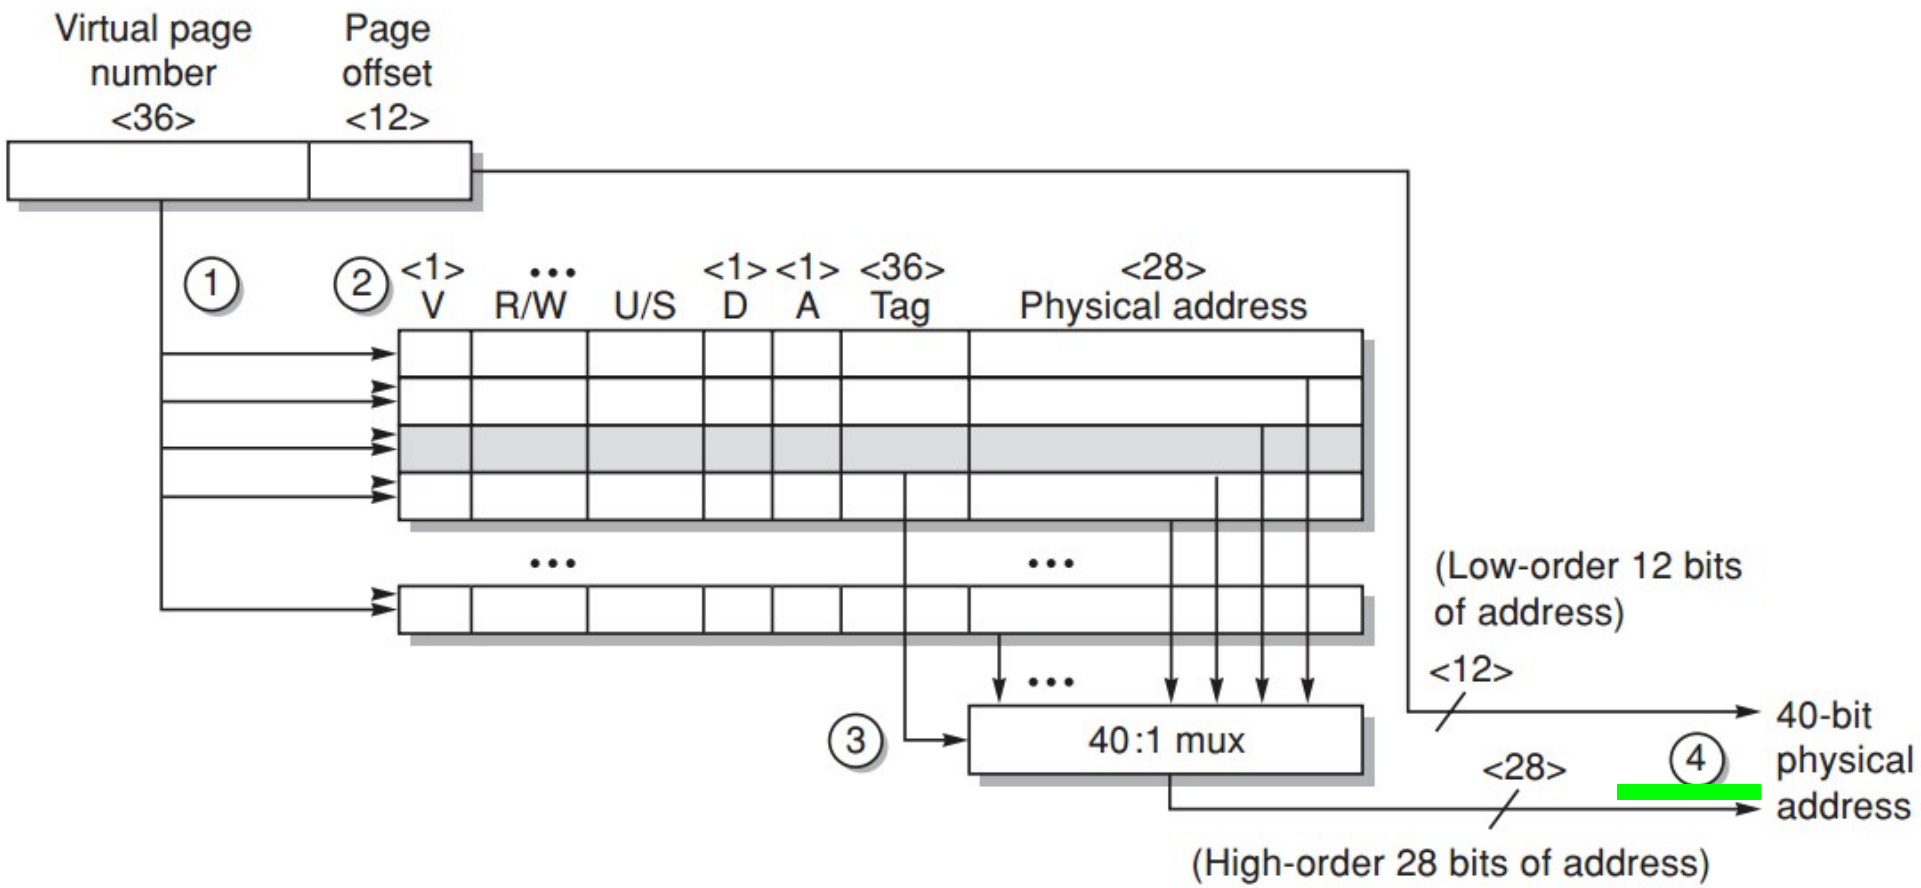 Virtual page
number
<36>
Page
offset
<12>
1
2
<1>
V
•••
R/W
U/S
<1>
D
<1>
A
<36>
Tag
<28>
Physical address
•••
•••
•••
3
40:1 mux
(Low-order 12 bits
of address)
<12>
<28>
4
40-bit
physical
address
(High-order 28 bits of address)